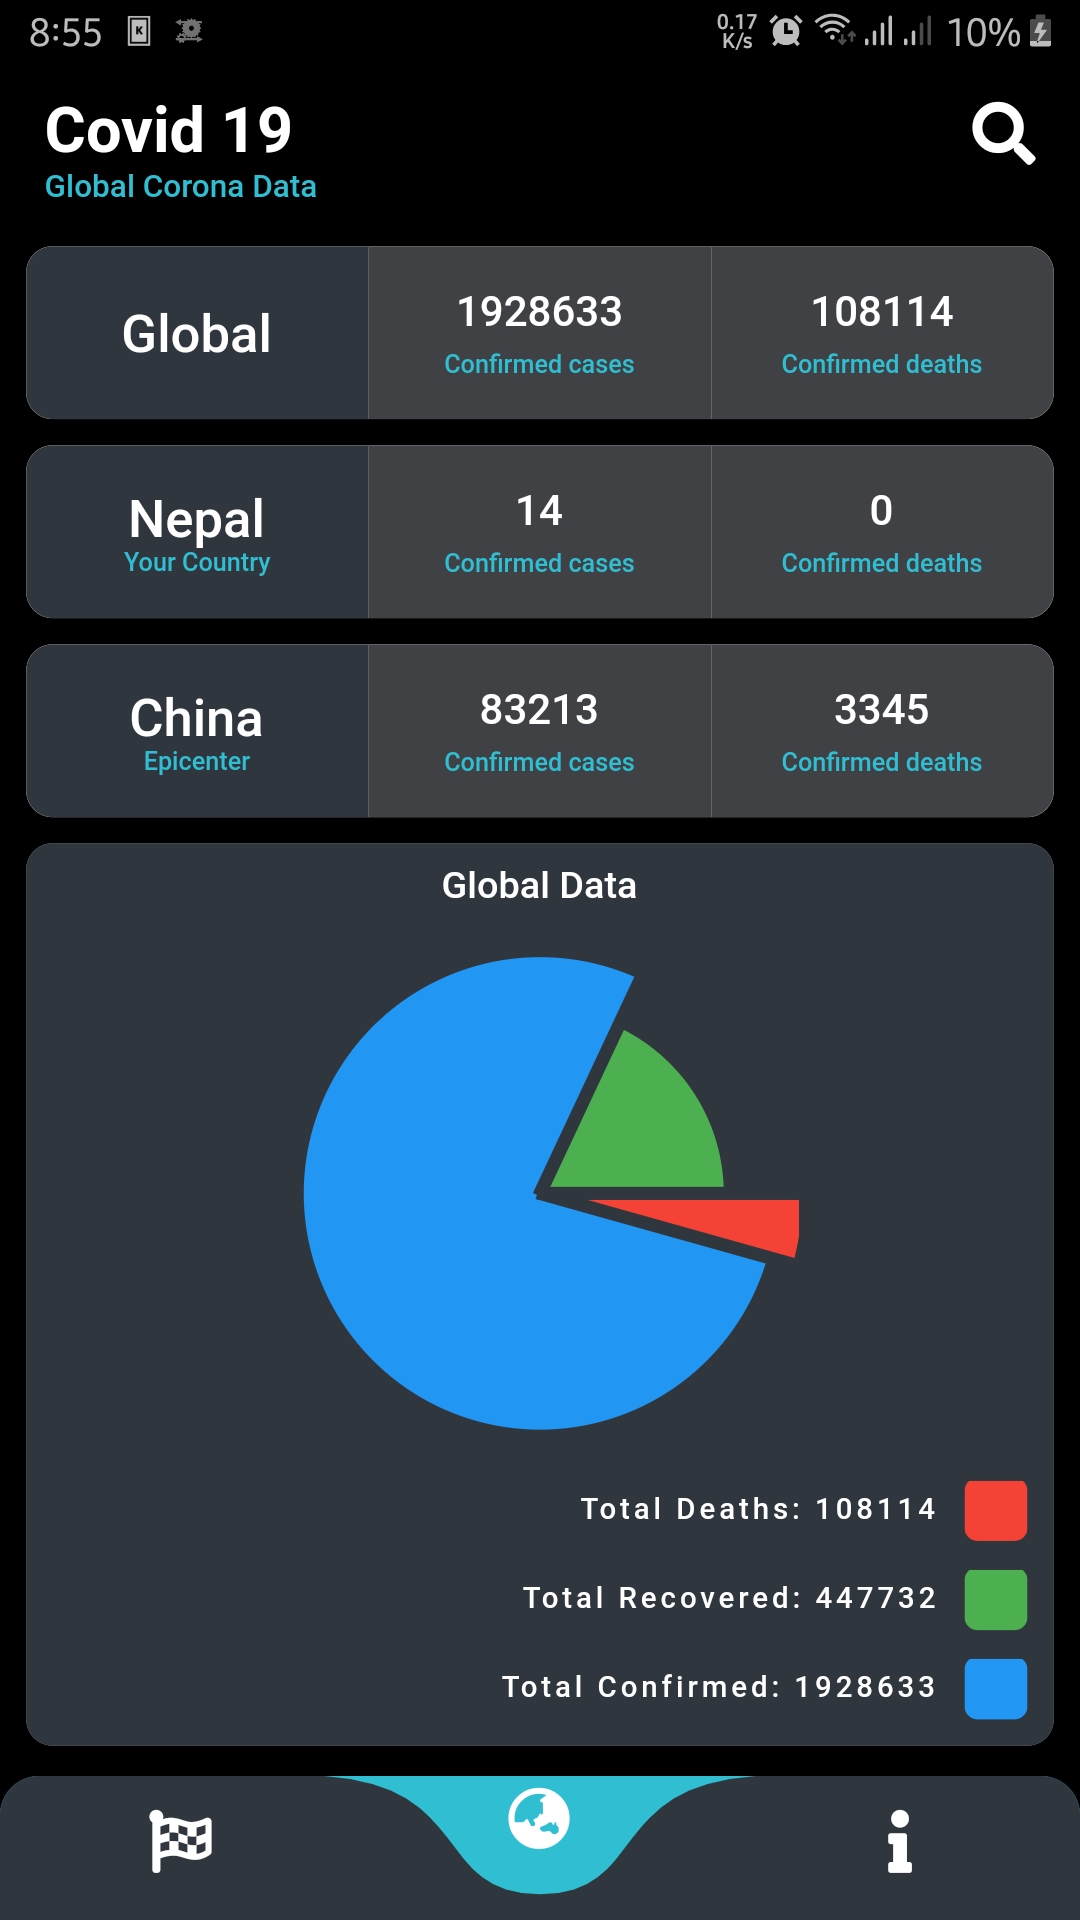 8:55 K 0.17 K/s 10%
Covid 19
Global Corona Data
Global
1928633
Confirmed cases
108114
Confirmed deaths
Nepal
Your Country
14
Confirmed cases
0
Confirmed deaths
China
Epicenter
83213
Confirmed cases
3345
Confirmed deaths
Global Data
Total Deaths: 108114
Total Recovered: 447732
Total Confirmed: 1928633